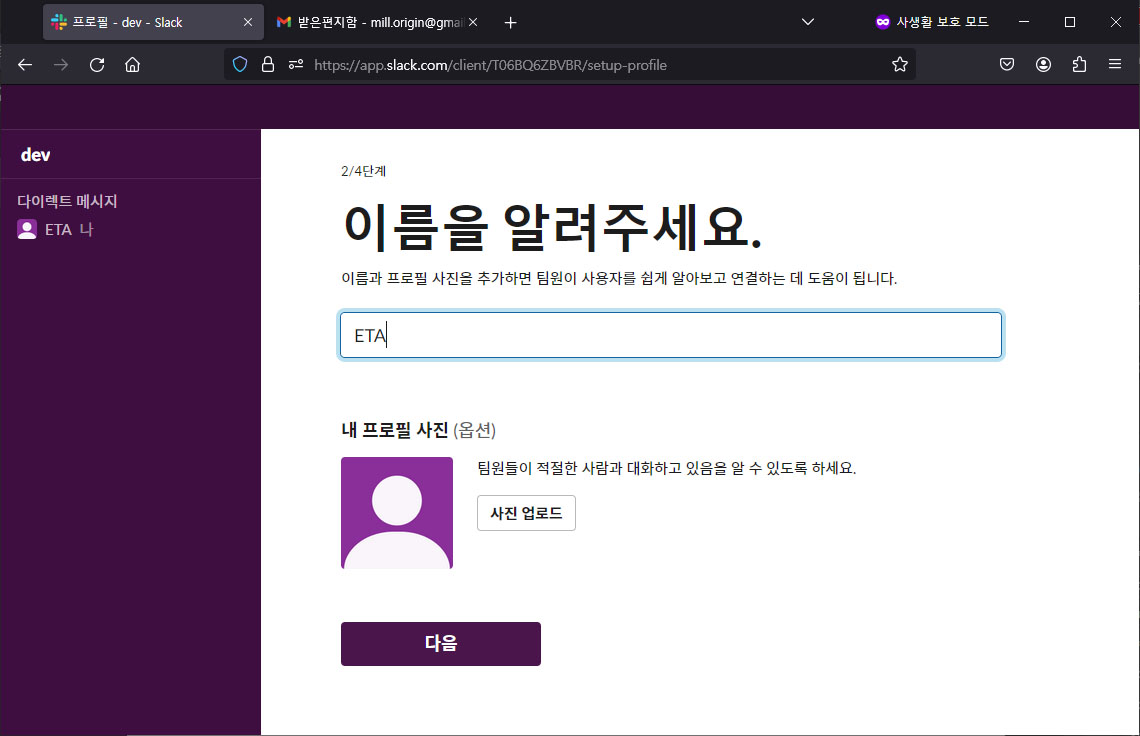 프로필 - dev - Slack
받은편지함 - mill.origin@gmai
사생활 보호 모드
https://app.slack.com/client/T06BQ6ZBVBR/setup-profile
dev
다이렉트 메시지
ETA 나
2/4단계
이름을 알려주세요.
이름과 프로필 사진을 추가하면 팀원이 사용자를 쉽게 알아보고 연결하는 데 도움이 됩니다.
ETA
내 프로필 사진 (옵션)
팀원들이 적절한 사람과 대화하고 있음을 알 수 있도록 하세요.
사진 업로드
다음